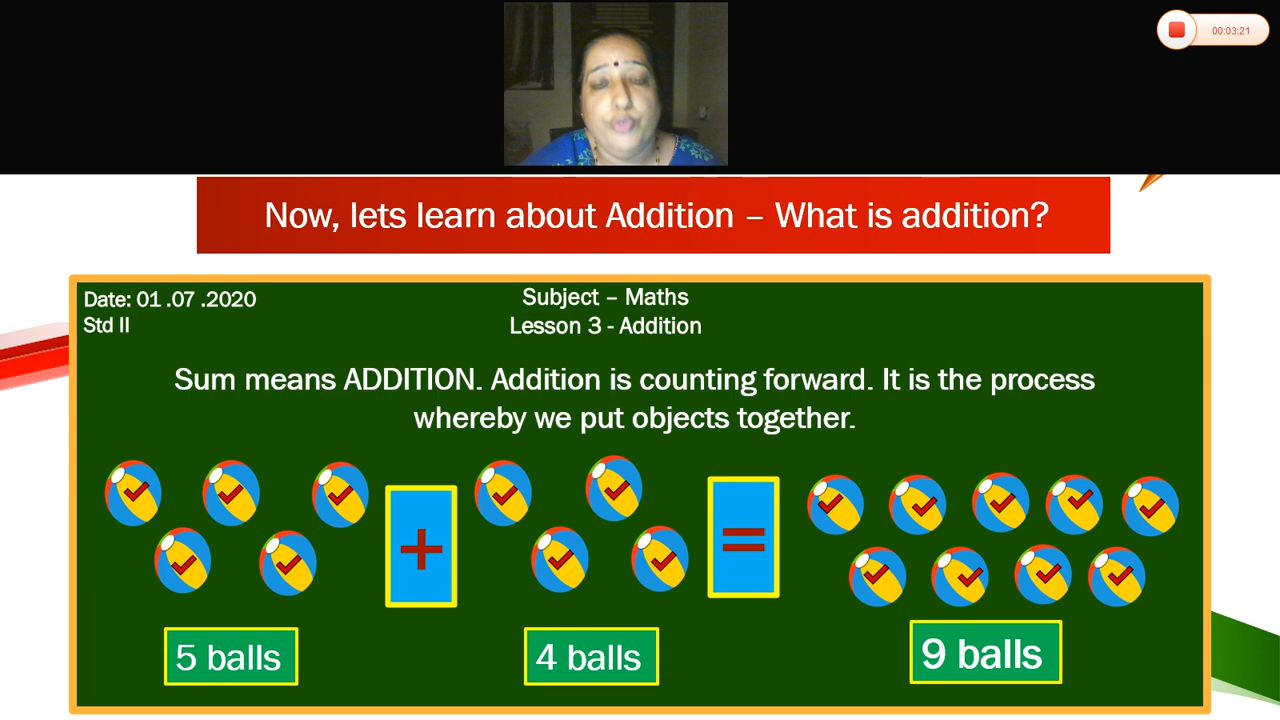 00:03:21
Now, lets learn about Addition – What is addition?
Date: 01 .07 .2020
Std II
Subject – Maths
Lesson 3 - Addition
Sum means ADDITION. Addition is counting forward. It is the process
whereby we put objects together.
+
=
5 balls
4 balls
9 balls